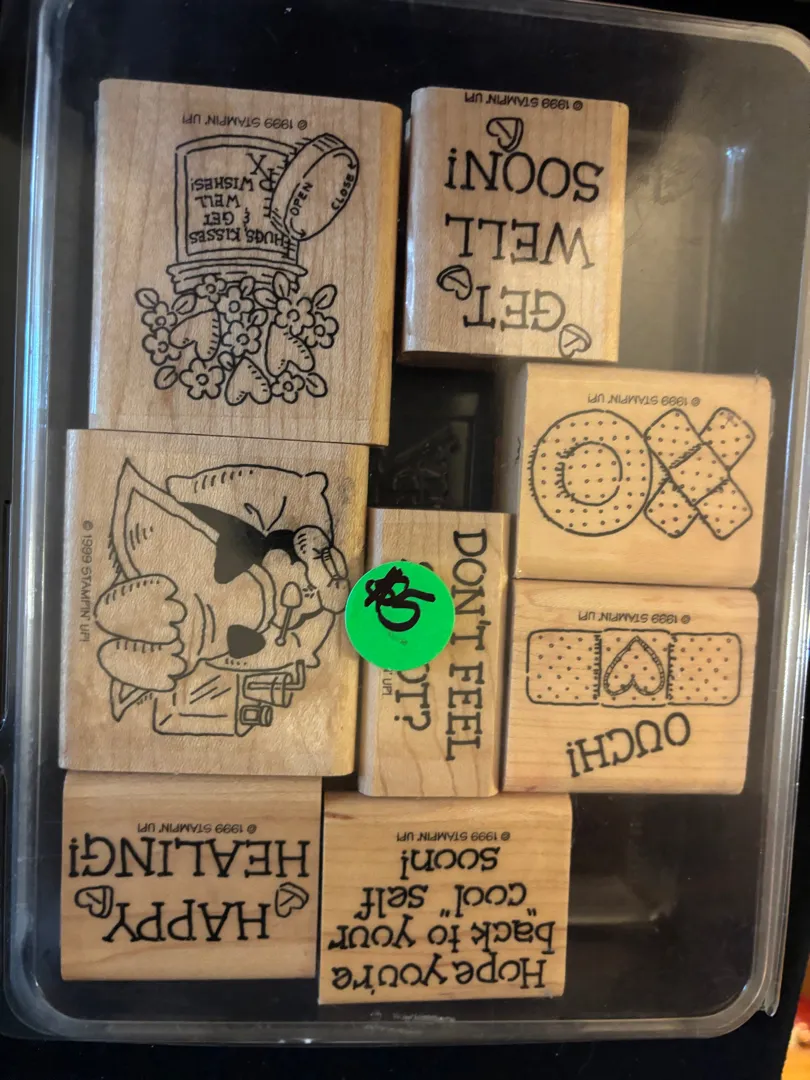 © 1999 STAMPIN' UP!
HUGS, KISSES
& GET
WELL
WISHES!
X
OPEN
CLOSE
GET
WELL
SOON!
© 1999 STAMPIN' UP!
© 1999 STAMPIN' UP!
© 1999 STAMPIN' UP!
DON'T FEEL
UP!
$5
OUCH!
© 1999 STAMPIN' UP!
HAPPY
HEALING!
© 1999 STAMPIN' UP!
Hope you're
back to your
"cool" self
soon!
© 1999 STAMPIN' UP!